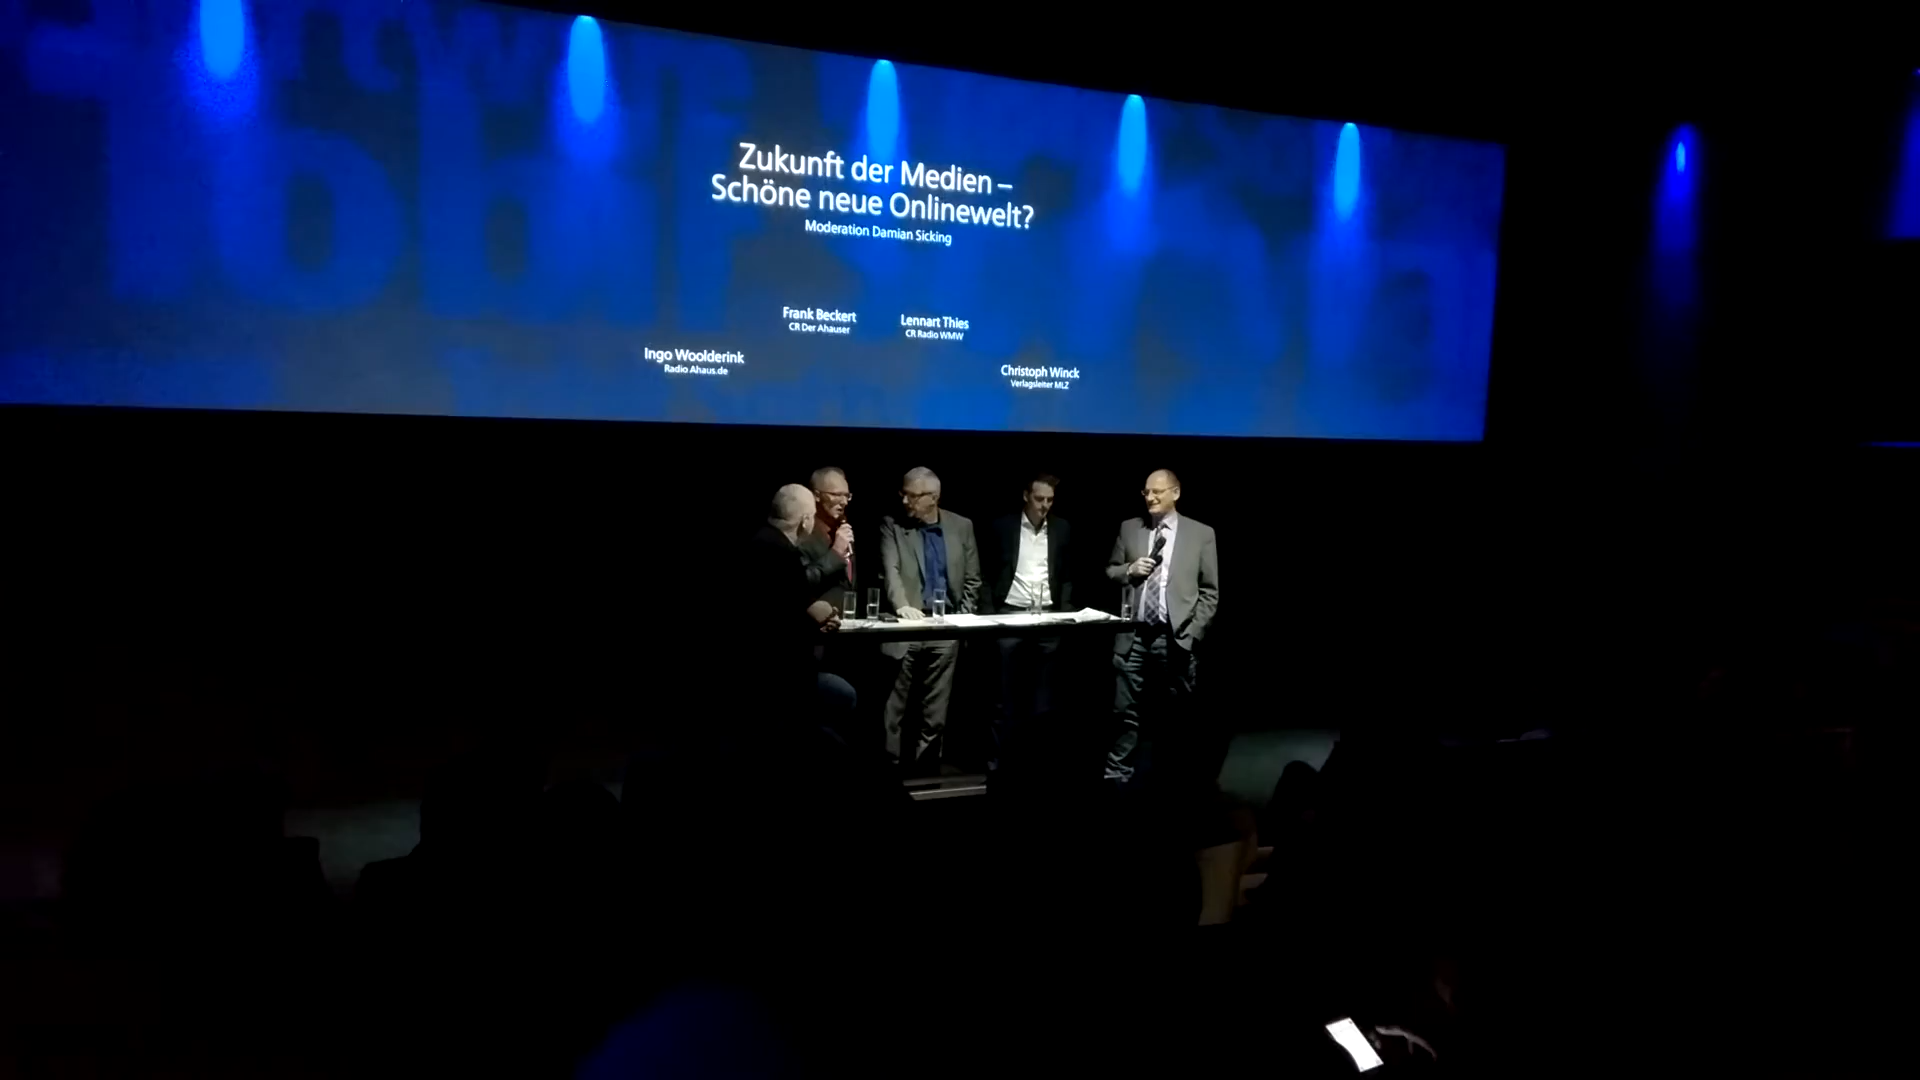 Zukunft der Medien –
Schöne neue Onlinewelt?
Moderation Damian Sicking
Frank Beckert
CR Der Ahauser
Lennart Thies
CR Radio WMW
Ingo Woolderink
Radio Ahaus.de
Christoph Winck
Verlagsleiter MLZ